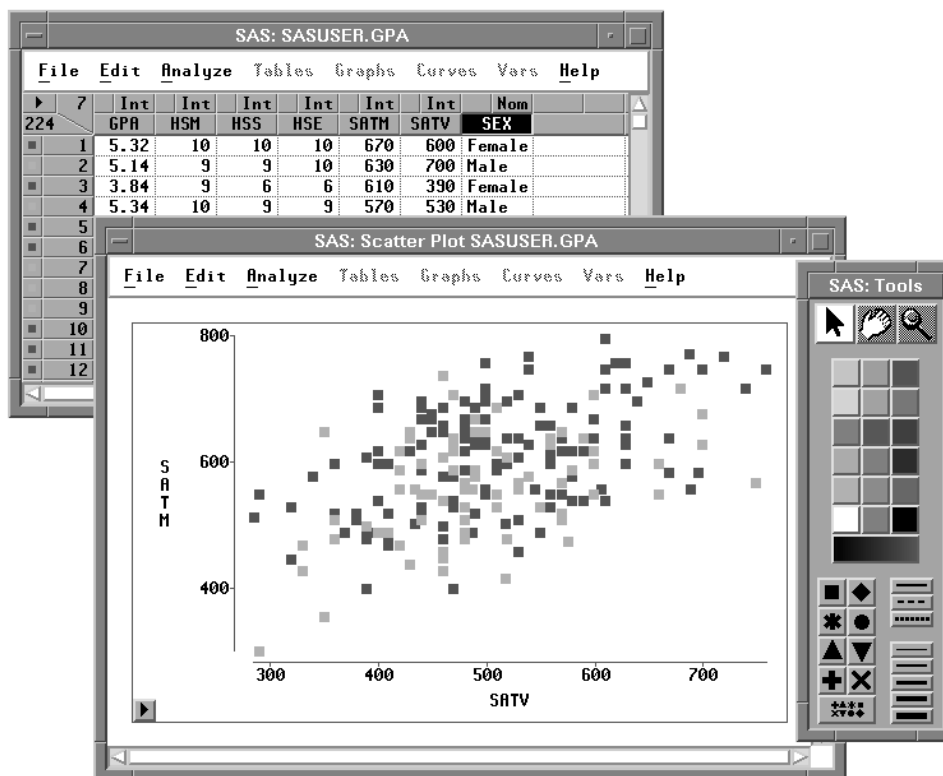 SAS: SASUSER.GPA
File Edit Analyze Tables Graphs Curves Vars Help
7 Int Int Int Int Int Int Nom
224 GPA HSM HSS HSE SATM SATV SEX
1 5.32 10 10 10 670 600 Female
2 5.14 9 9 10 630 700 Male
3 3.84 9 6 6 610 390 Female
4 5.34 10 9 9 570 530 Male
5
6
7
8
9
10
11
12
SAS: Scatter Plot SASUSER.GPA
File Edit Analyze Tables Graphs Curves Vars Help
800
600
400
SATM
300 400 500 600 700
SATV
SAS: Tools